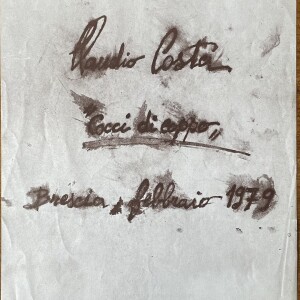 Claudio Costa
"Cocci di coppo„
Brescia, febbraio 1979